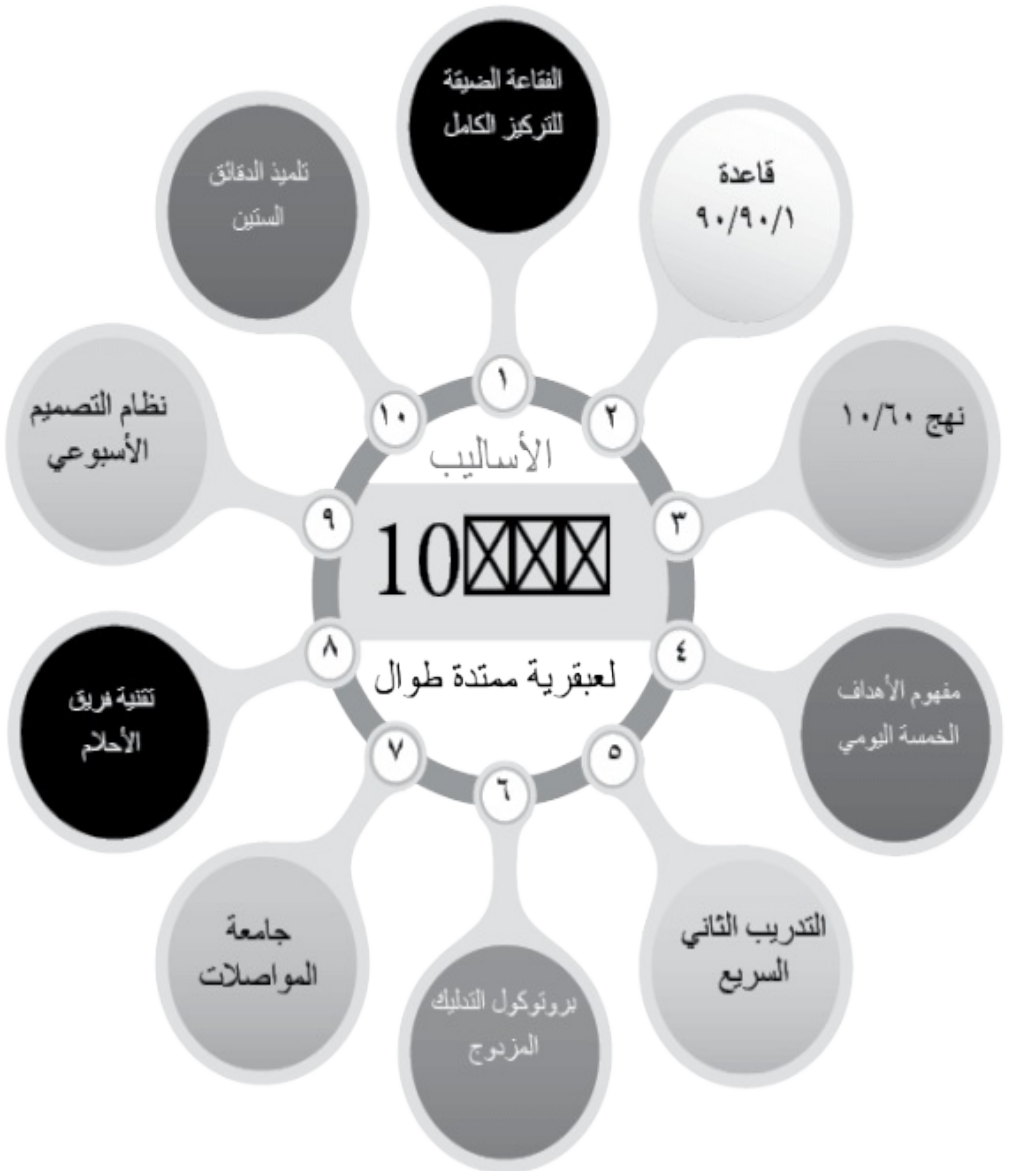 الأساليب
10
لعبقرية ممتدة طوال
١
الفقاعة الضيقة
للتركيز الكامل
٢
قاعدة
٩٠/٩٠/١
٣
نهج ١٠/٦٠
٤
مفهوم الأهداف
الخمسة اليومي
٥
التدريب الثاني
السريع
٦
بروتوكول التدليك
المزدوج
٧
جامعة
المواصلات
٨
تقنية فريق
الأحلام
٩
نظام التصميم
الأسبوعي
١٠
تلميذ الدقائق
الستين